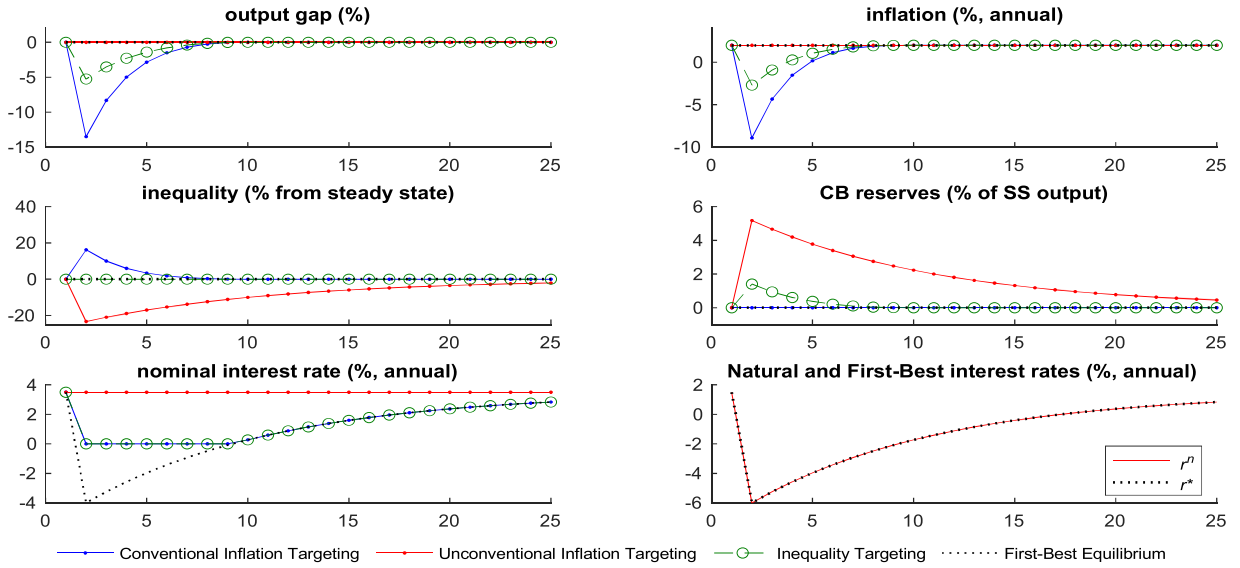 output gap (%)
0
-5
-10
-15
0 5 10 15 20 25
inflation (%, annual)
0
-5
-10
0 5 10 15 20 25
inequality (% from steady state)
40
20
0
-20
0 5 10 15 20 25
CB reserves (% of SS output)
6
4
2
0
0 5 10 15 20 25
nominal interest rate (%, annual)
4
2
0
-2
-4
0 5 10 15 20 25
Natural and First-Best interest rates (%, annual)
2
0
-2
-4
-6
0 5 10 15 20 25
r^n
r*
Conventional Inflation Targeting Unconventional Inflation Targeting Inequality Targeting First-Best Equilibrium